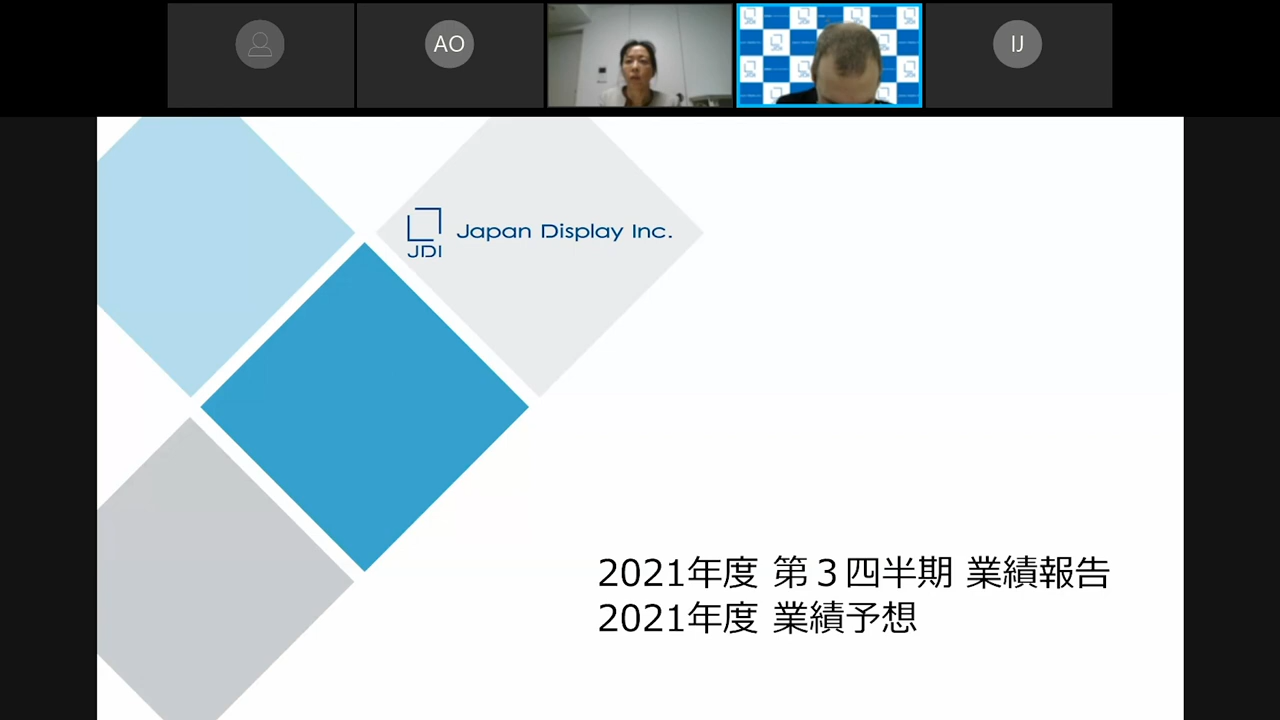 AO
IJ
JDI
Japan Display Inc.
2021年度 第３四半期 業績報告
2021年度 業績予想